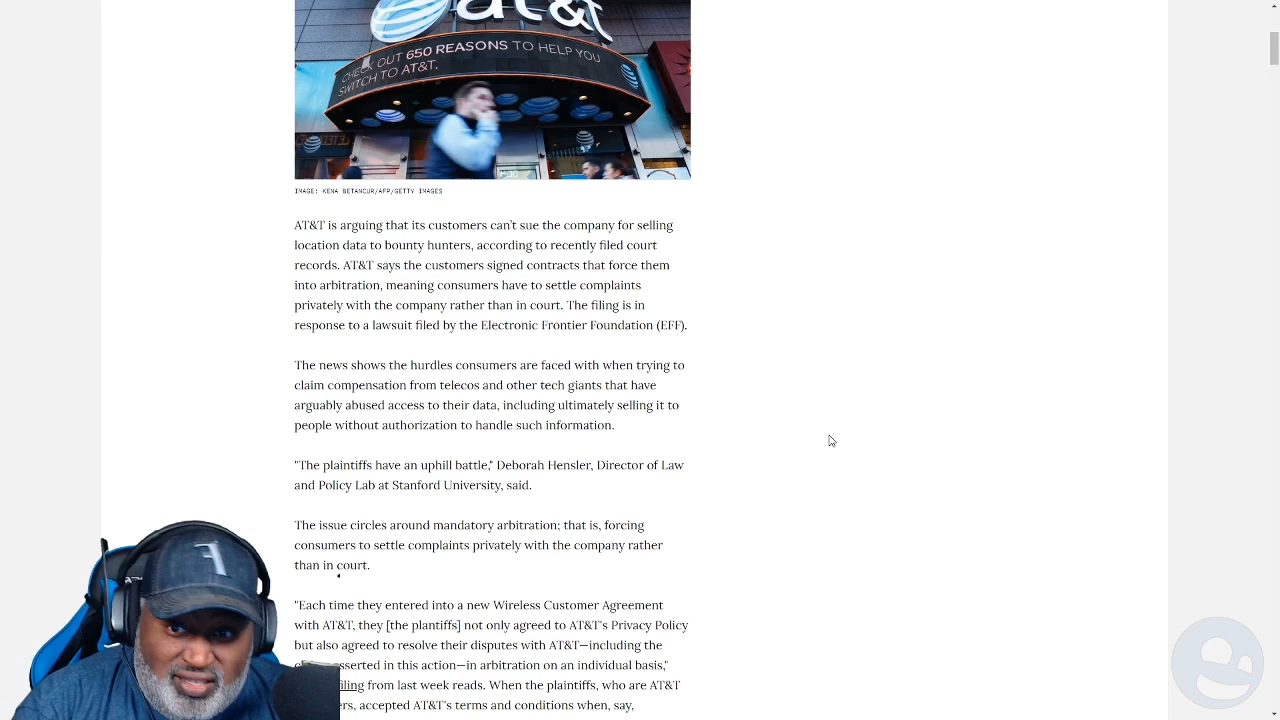 at&t
CHECK OUT 650 REASONS TO HELP YOU
SWITCH TO AT&T.
IMAGE: KENA BETANCUR/AFP/GETTY IMAGES
AT&T is arguing that its customers can't sue the company for selling
location data to bounty hunters, according to recently filed court
records. AT&T says the customers signed contracts that force them
into arbitration, meaning consumers have to settle complaints
privately with the company rather than in court. The filing is in
response to a lawsuit filed by the Electronic Frontier Foundation (EFF).
The news shows the hurdles consumers are faced with when trying to
claim compensation from telecos and other tech giants that have
arguably abused access to their data, including ultimately selling it to
people without authorization to handle such information.
"The plaintiffs have an uphill battle," Deborah Hensler, Director of Law
and Policy Lab at Stanford University, said.
The issue circles around mandatory arbitration; that is, forcing
consumers to settle complaints privately with the company rather
than in court.
"Each time they entered into a new Wireless Customer Agreement
with AT&T, they [the plantiffs] not only agreed to AT&T's Privacy Policy
but also agreed to resolve their disputes with AT&T—including the
asserted in this action—in arbitration on an individual basis,"
filing from last week reads. When the plaintiffs, who are AT&T
accepted AT&T's terms and conditions when, say,